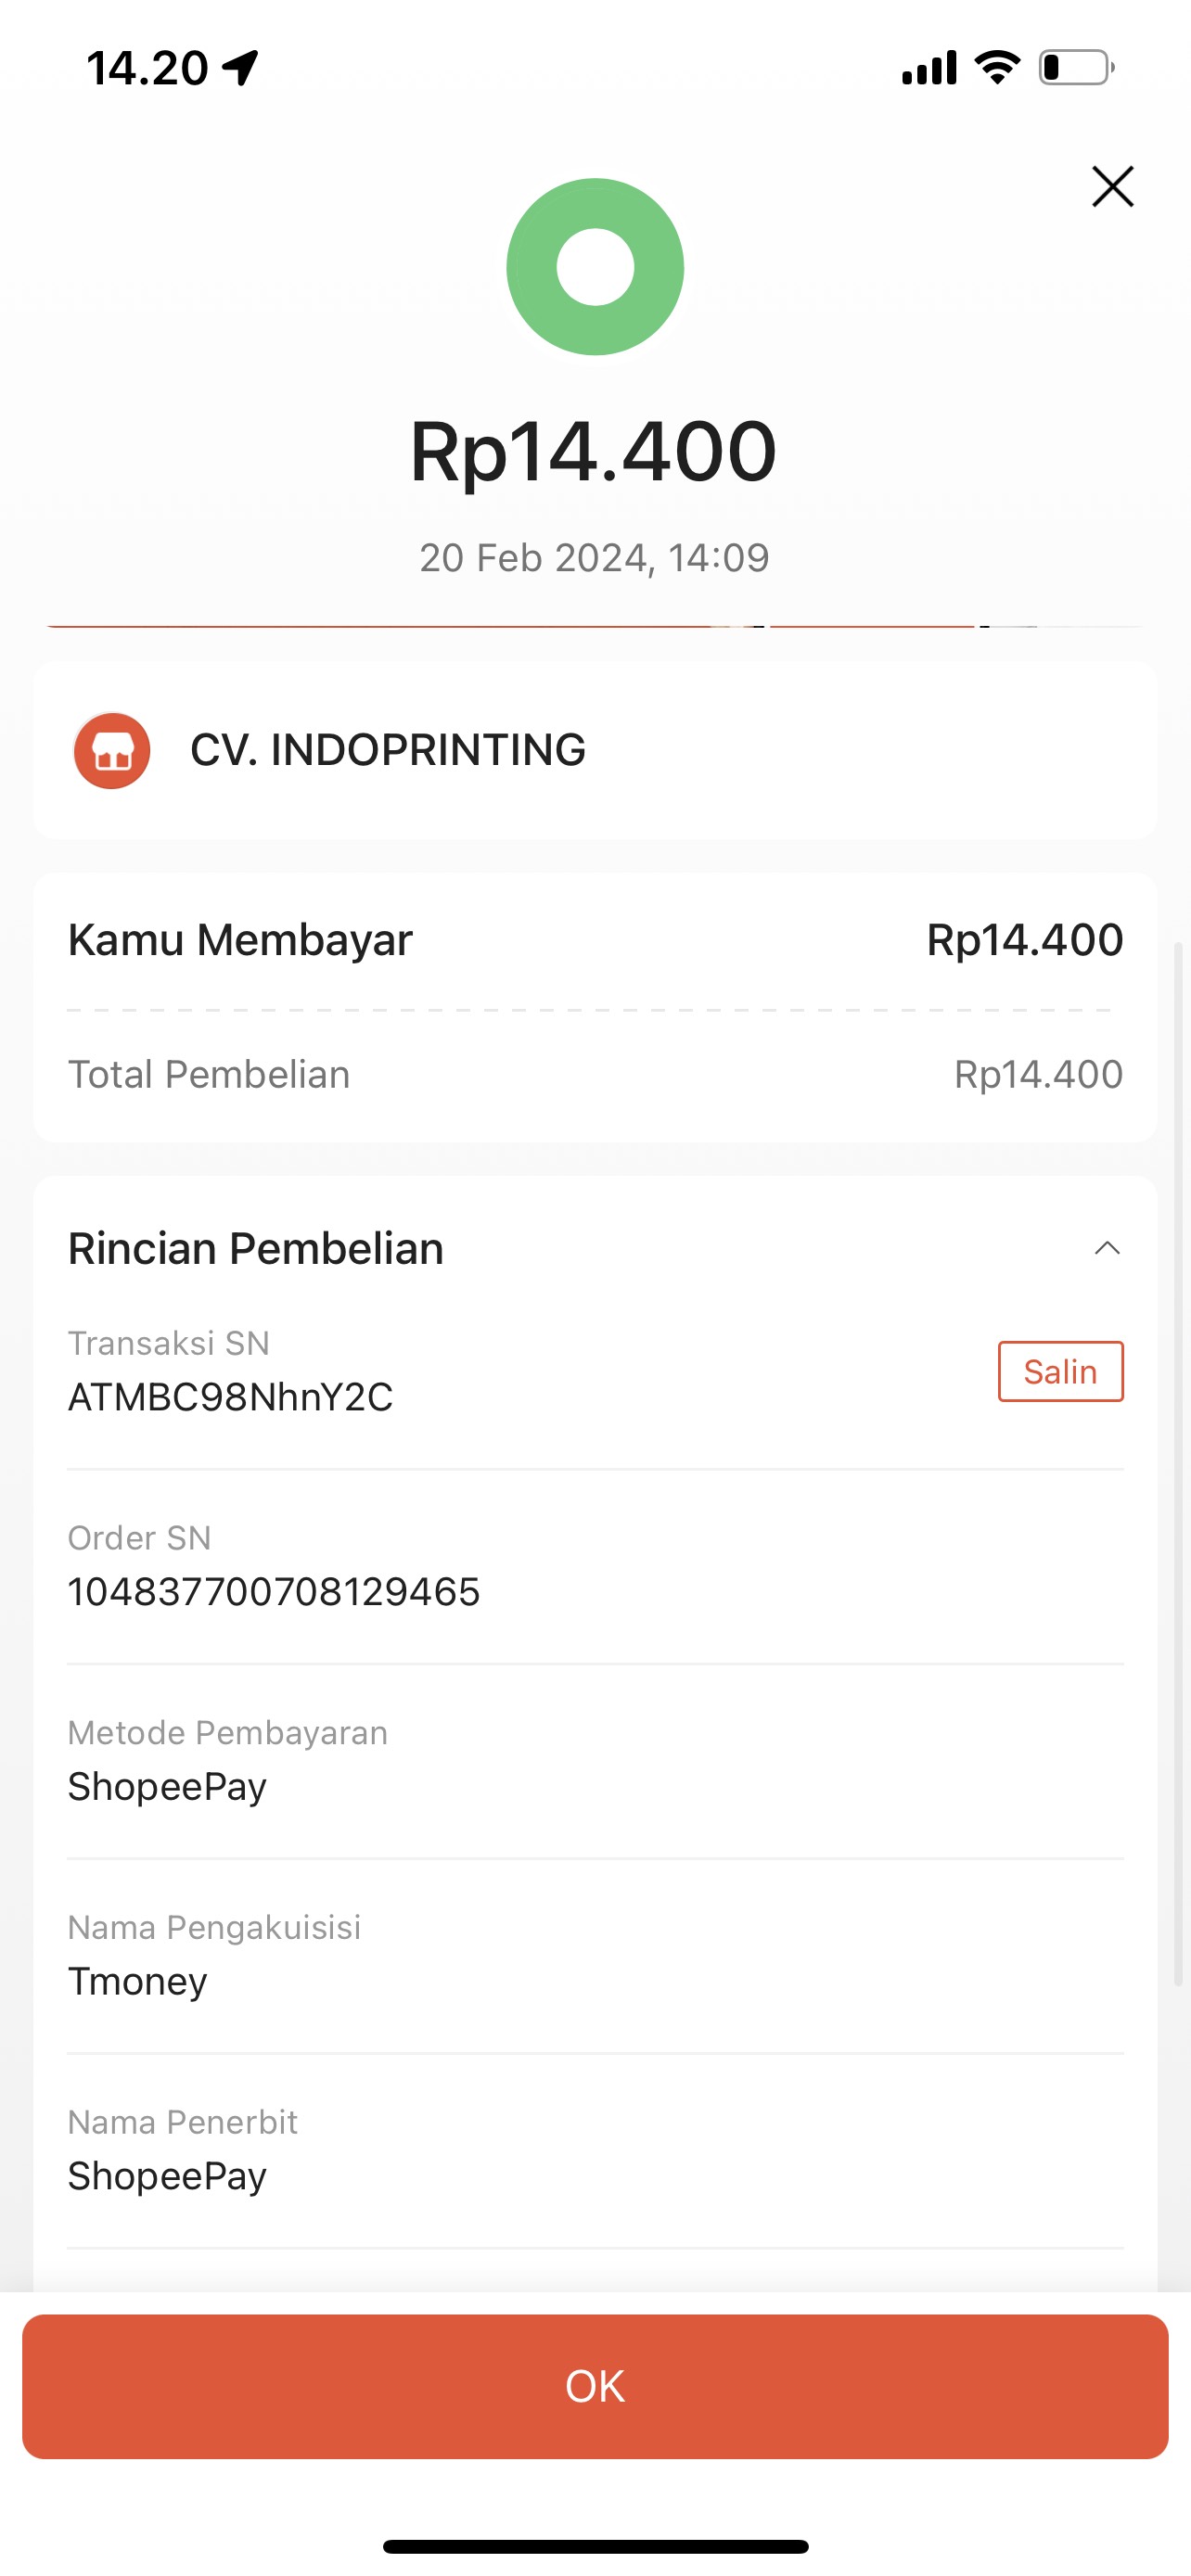 14.20
Rp14.400
20 Feb 2024, 14:09
CV. INDOPRINTING
Kamu Membayar Rp14.400
Total Pembelian Rp14.400
Rincian Pembelian
Transaksi SN
ATMBC98NhnY2C
Salin
Order SN
104837700708129465
Metode Pembayaran
ShopeePay
Nama Pengakuisisi
Tmoney
Nama Penerbit
ShopeePay
OK